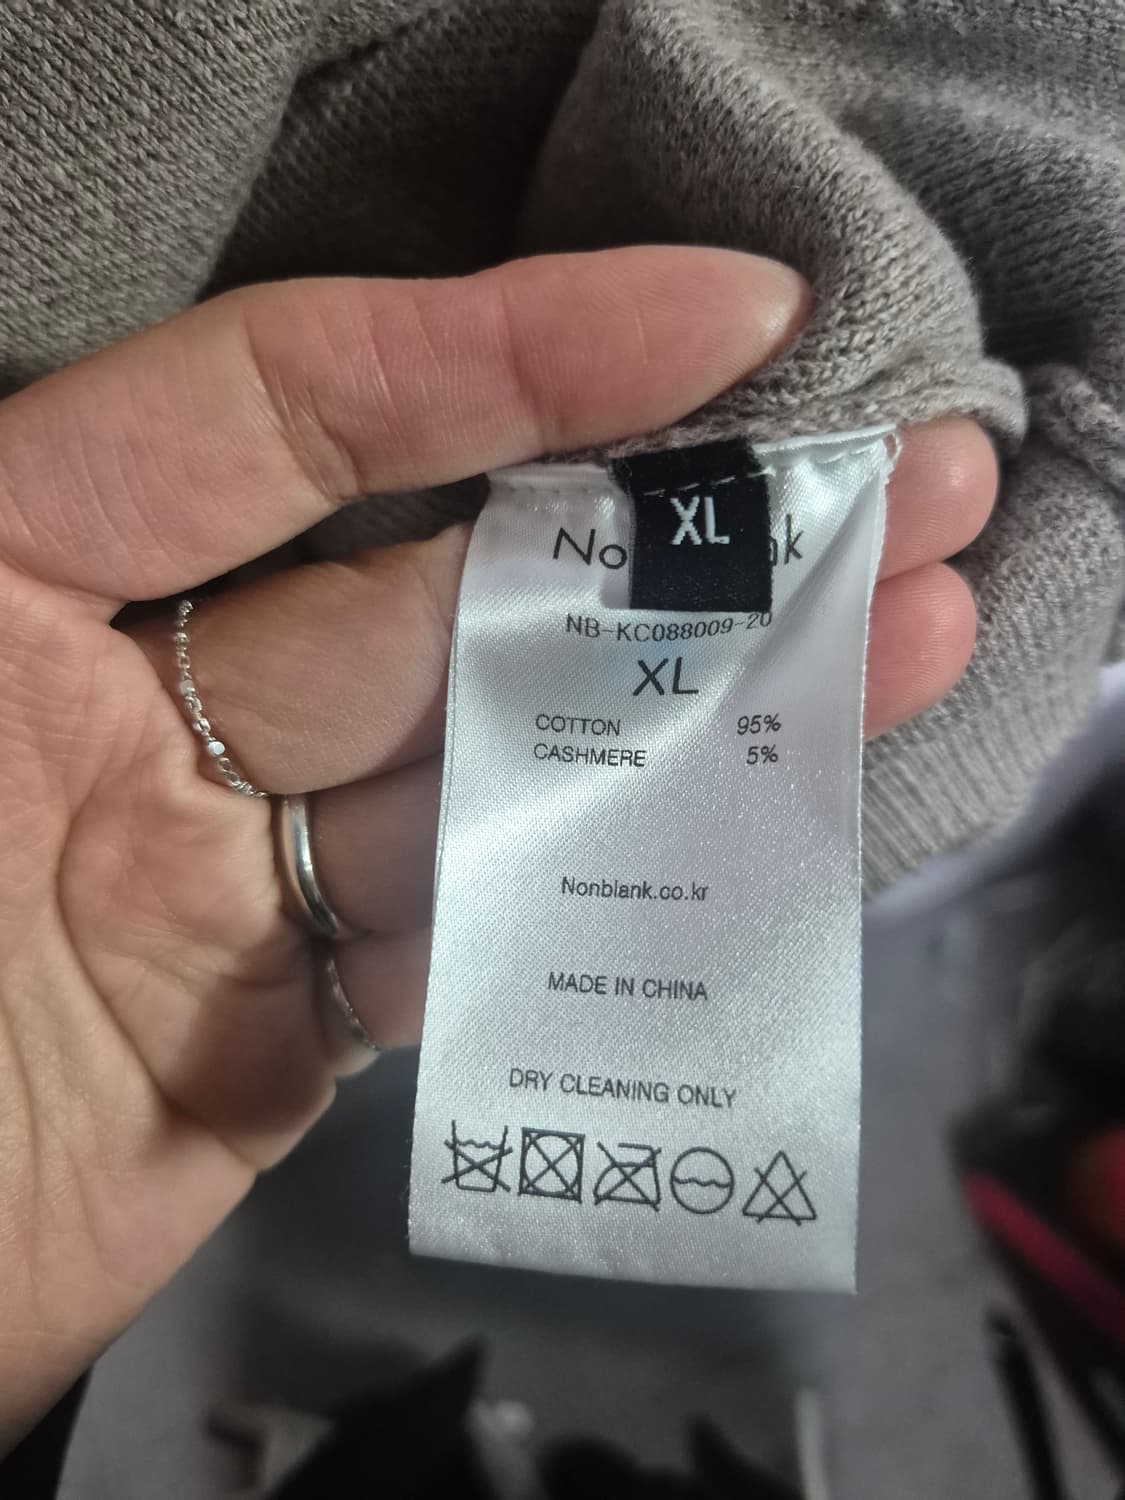 XL
NB-KC088009-20
XL
COTTON 95%
CASHMERE 5%
Nonblank.co.kr
MADE IN CHINA
DRY CLEANING ONLY